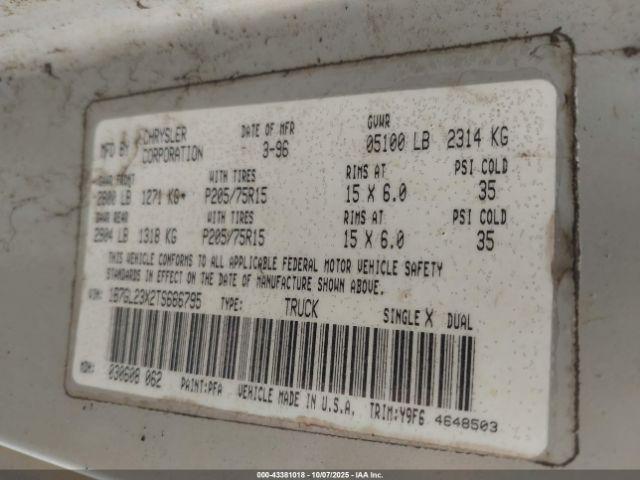 MFD BY CHRYSLER CORPORATION DATE OF MFR 3-96 GVWR 05100 LB 2314 KG
GAWR FRONT WITH TIRES RIMS AT PSI COLD
2800 LB 1271 KG* P205/75R15 15 X 6.0 35
GAWR REAR WITH TIRES RIMS AT PSI COLD
2904 LB 1318 KG P205/75R15 15 X 6.0 35
THIS VEHICLE CONFORMS TO ALL APPLICABLE FEDERAL MOTOR VEHICLE SAFETY
STANDARDS IN EFFECT ON THE DATE OF MANUFACTURE SHOWN ABOVE.
VIN: 1B7GL23X2TS686795 TYPE: TRUCK SINGLE X DUAL
MDH: 030608 062 PAINT:PFA VEHICLE MADE IN U.S.A. TRIM:Y9F6 4648503
000-43381018 - 10/07/2025 - IAA Inc.